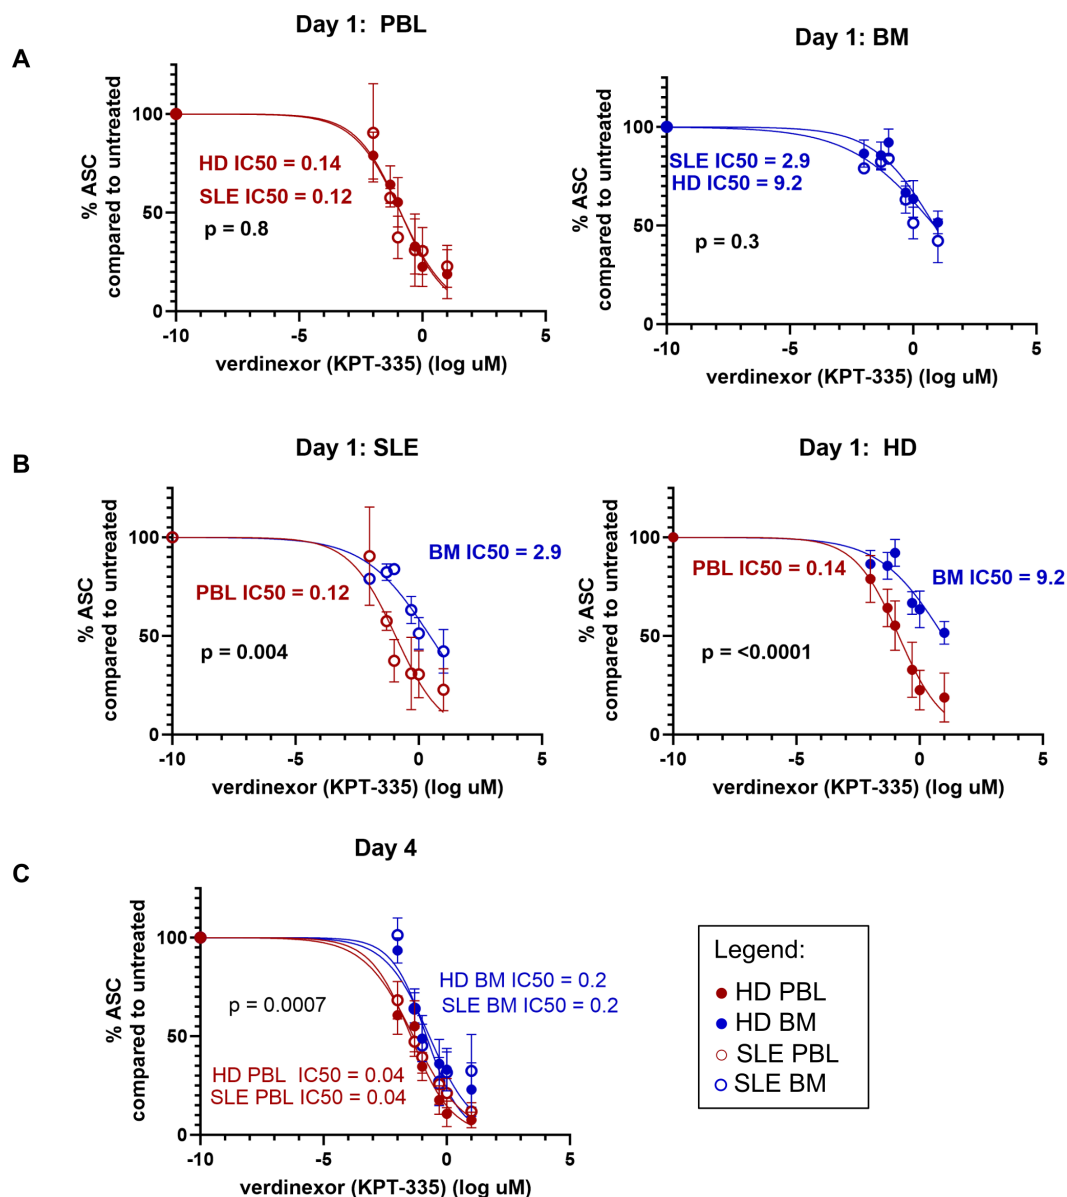 A
Day 1: PBL
% ASC
compared to untreated
100
50
0
HD IC50 = 0.14
SLE IC50 = 0.12
p = 0.8
-10
-5
0
5
verdinexor (KPT-335) (log uM)
Day 1: BM
% ASC
compared to untreated
100
50
0
SLE IC50 = 2.9
HD IC50 = 9.2
p = 0.3
-10
-5
0
5
verdinexor (KPT-335) (log uM)
B
Day 1: SLE
% ASC
compared to untreated
100
50
0
BM IC50 = 2.9
PBL IC50 = 0.12
p = 0.004
-10
-5
0
5
verdinexor (KPT-335) (log uM)
Day 1: HD
% ASC
compared to untreated
100
50
0
PBL IC50 = 0.14
BM IC50 = 9.2
p = <0.0001
-10
-5
0
5
verdinexor (KPT-335) (log uM)
C
Day 4
% ASC
compared to untreated
100
50
0
HD BM IC50 = 0.2
SLE BM IC50 = 0.2
p = 0.0007
HD PBL IC50 = 0.04
SLE PBL IC50 = 0.04
-10
-5
0
5
verdinexor (KPT-335) (log uM)
Legend:
HD PBL
HD BM
SLE PBL
SLE BM